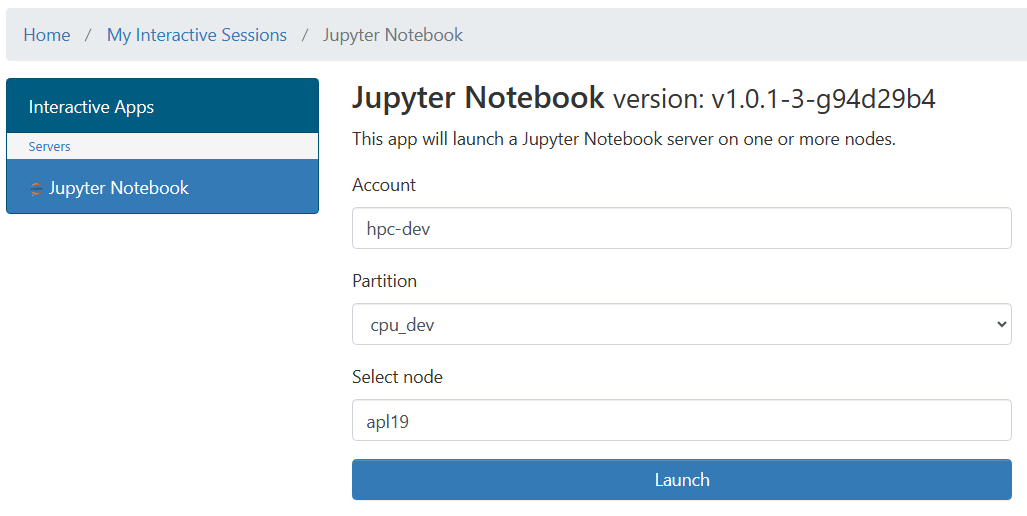 Home / My Interactive Sessions / Jupyter Notebook
Interactive Apps
Servers
Jupyter Notebook
Jupyter Notebook version: v1.0.1-3-g94d29b4
This app will launch a Jupyter Notebook server on one or more nodes.
Account
hpc-dev
Partition
cpu_dev
Select node
apl19
Launch